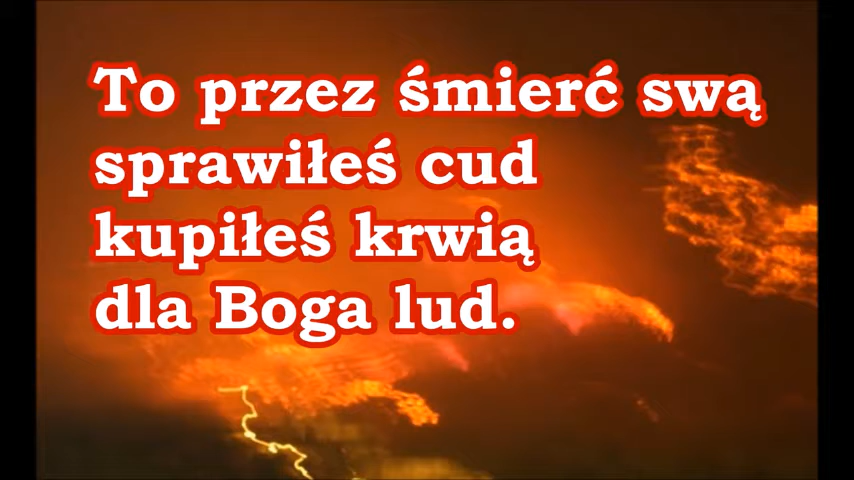 To przez śmierć swą
sprawiłeś cud
kupiłeś krwią
dla Boga lud.